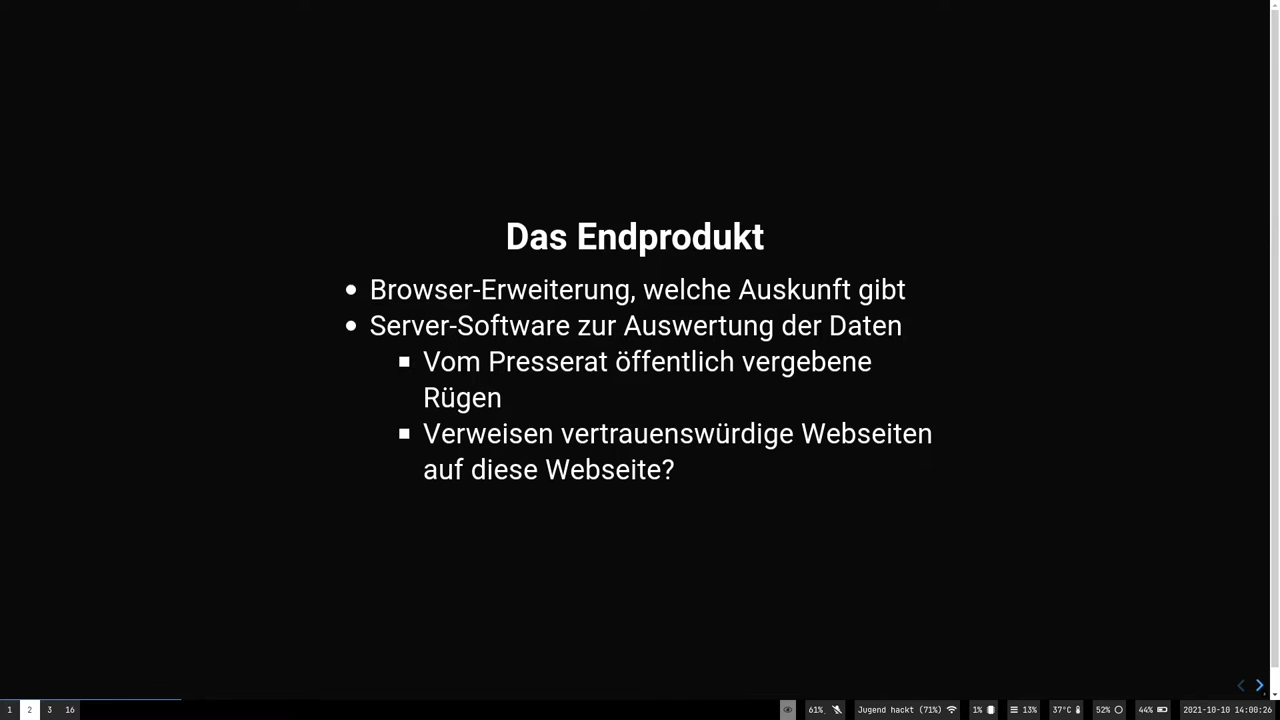 Das Endprodukt
Browser-Erweiterung, welche Auskunft gibt
Server-Software zur Auswertung der Daten
Vom Presserat öffentlich vergebene
Rügen
Verweisen vertrauenswürdige Webseiten
auf diese Webseite?
1 2 3 16 61% Jugend hackt (71%) 1% 13% 37°C 52% 44% 2021-10-10 14:00:26